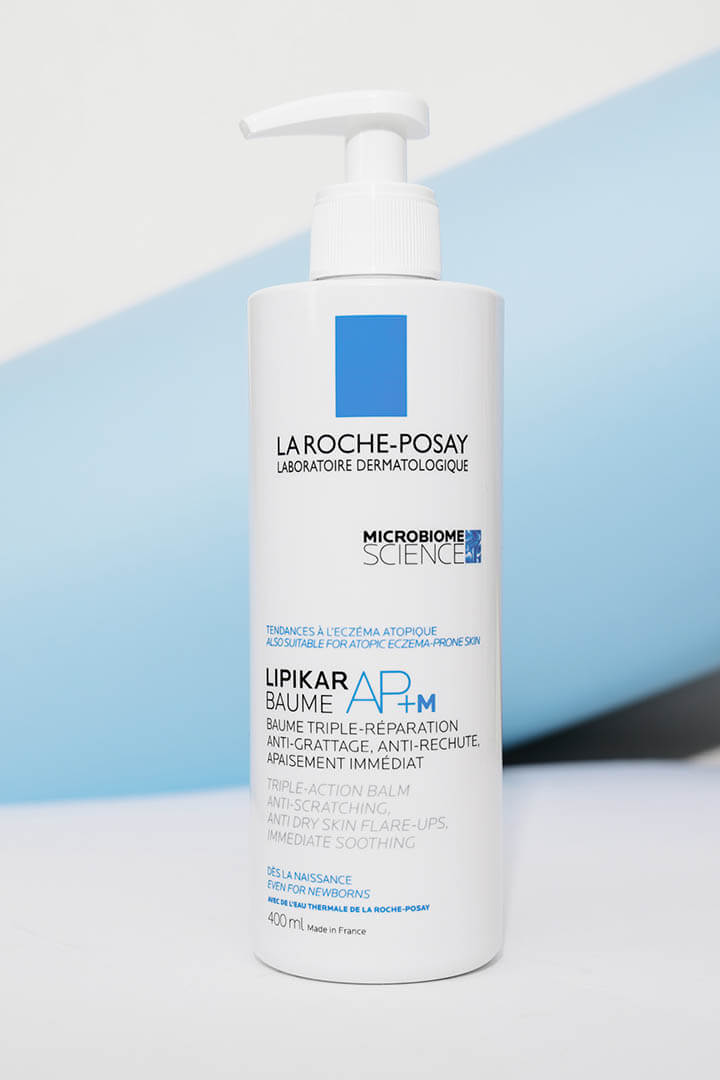 LA ROCHE-POSAY
LABORATOIRE DERMATOLOGIQUE
MICROBIOME
SCIENCE
TENDANCES À L'ECZÉMA ATOPIQUE
ALSO SUITABLE FOR ATOPIC ECZEMA-PRONE SKIN
LIPIKAR
BAUME AP+M
BAUME TRIPLE-RÉPARATION
ANTI-GRATTAGE, ANTI-RECHUTE,
APAISEMENT IMMÉDIAT
TRIPLE-ACTION BALM
ANTI-SCRATCHING,
ANTI DRY SKIN FLARE-UPS,
IMMEDIATE SOOTHING
DÈS LA NAISSANCE
EVEN FOR NEWBORNS
AVEC DE L'EAU THERMALE DE LA ROCHE-POSAY
400 ml Made in France